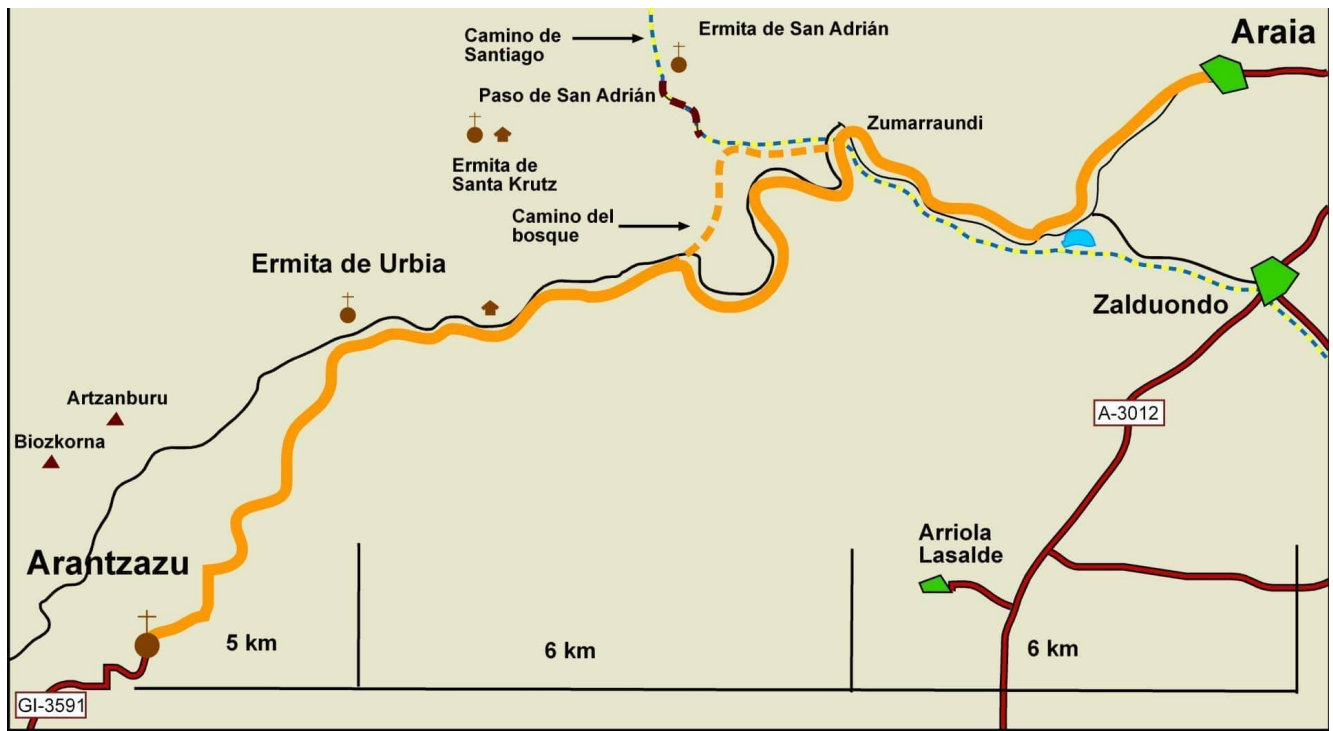 Camino de
Santiago
Ermita de San Adrián
Araia
Paso de San Adrián
Zumarraundi
Ermita de
Santa Krutz
Camino del
bosque
Ermita de Urbia
Zalduondo
Artzanburu
Biozkorna
A-3012
Arantzazu
Arriola
Lasalde
5 km
6 km
6 km
GI-3591